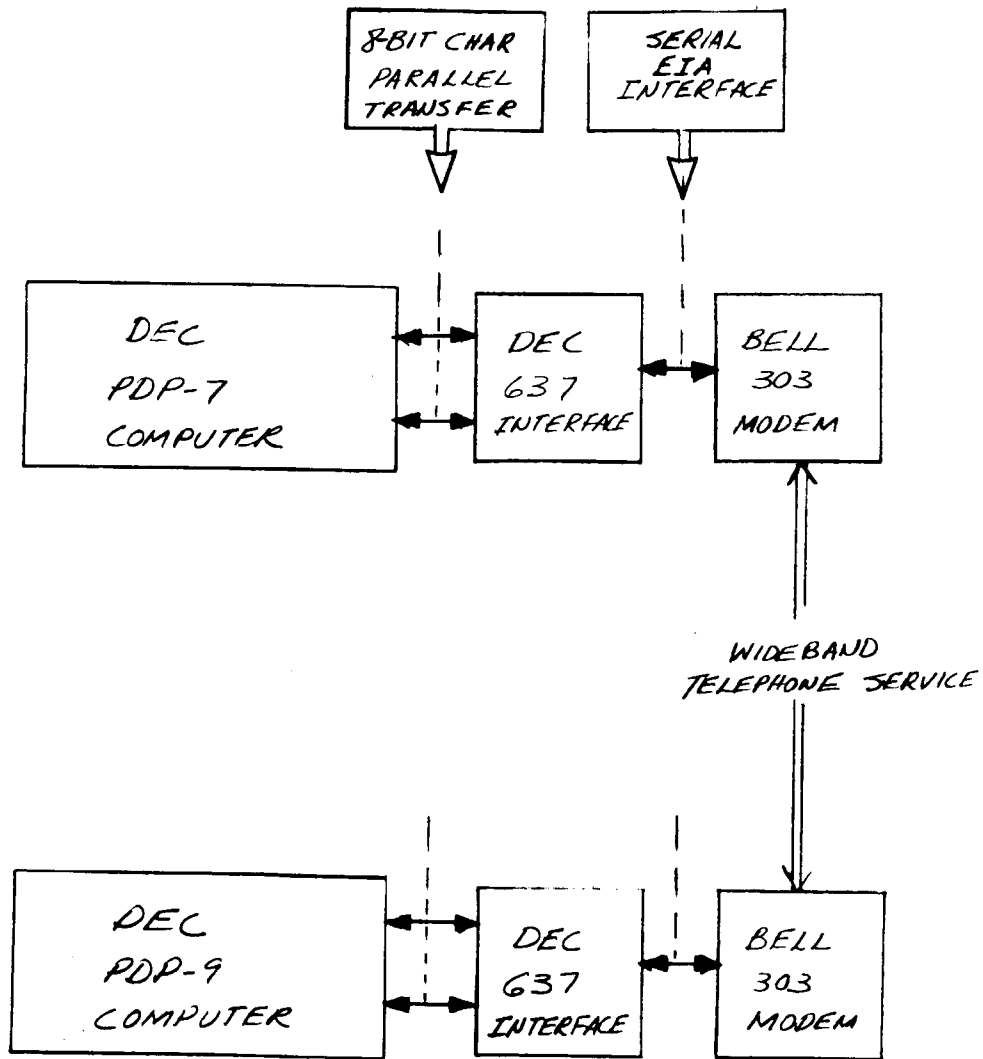 8-BIT CHAR
PARALLEL
TRANSFER
SERIAL
EIA
INTERFACE
DEC
PDP-7
COMPUTER
DEC
637
INTERFACE
BELL
303
MODEM
WIDEBAND
TELEPHONE SERVICE
DEC
PDP-9
COMPUTER
DEC
637
INTERFACE
BELL
303
MODEM